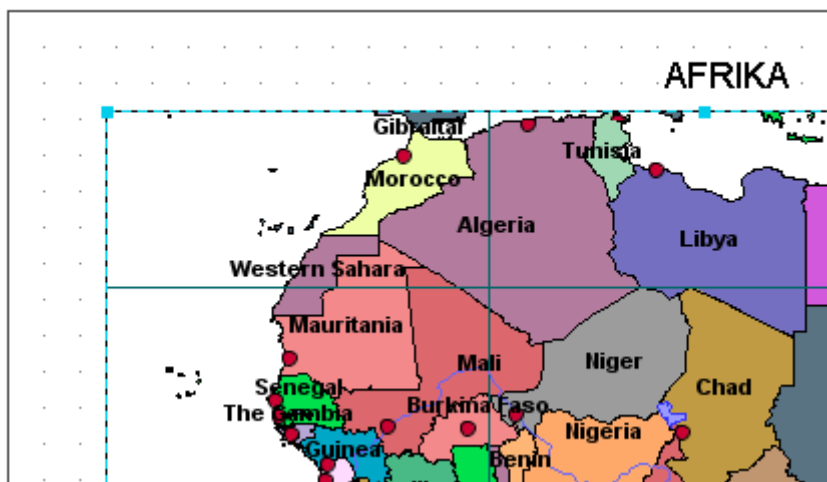 AFRIKA
Gibraltar
Tunisia
Morocco
Algeria
Libya
Western Sahara
Mauritania
Mali
Niger
Chad
Senegal
The Gambia
Burkina Faso
Nigeria
Guinea
Benin